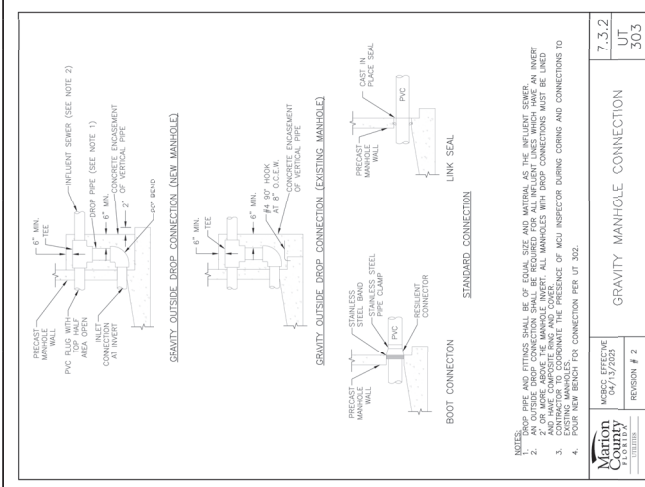 PRECAST
MANHOLE
WALL
6" MIN.
TEE
INFLUENT SEWER (SEE NOTE 2)
DROP PIPE (SEE NOTE 1)
6" MIN.
CONCRETE ENCASEMENT
OF VERTICAL PIPE
2"
90° BEND
PVC PLUG WITH
TOP HALF
AREA OPEN
INLET
CONNECTION
AT INVERT
GRAVITY OUTSIDE DROP CONNECTION (NEW MANHOLE)
6" MIN.
TEE
6" MIN.
#4 90° HOOK
AT 8" O.C.E.W.
CONCRETE ENCASEMENT
OF VERTICAL PIPE
GRAVITY OUTSIDE DROP CONNECTION (EXISTING MANHOLE)
PRECAST
MANHOLE
WALL
STAINLESS
STEEL BAND
STAINLESS STEEL
PIPE CLAMP
PVC
RESILIENT
CONNECTOR
BOOT CONNECTON
PRECAST
MANHOLE
WALL
CAST IN
PLACE SEAL
PVC
LINK SEAL
STANDARD CONNECTION
NOTES:
1. DROP PIPE AND FITTINGS SHALL BE OF EQUAL SIZE AND MATERIAL AS THE INFLUENT SEWER.
2. AN OUTSIDE DROP CONNECTION SHALL BE REQUIRED FOR ALL INFLUENT LINES WHICH HAVE AN INVERT
2' OR MORE ABOVE THE MANHOLE INVERT. ALL MANHOLES WITH DROP CONNECTIONS MUST BE LINED
AND HAVE COMPOSITE RING AND COVER.
3. CONTRACTOR TO COORDINATE THE PRESENCE OF MCU INSPECTOR DURING CORING AND CONNECTIONS TO
EXISTING MANHOLES.
4. POUR NEW BENCH FOR CONNECTION PER UT 302.
Marion
County
FLORIDA
UTILITIES
MCBCC EFFECTIVE
04/13/2023
REVISION # 2
GRAVITY MANHOLE CONNECTION
7.3.2
UT
303